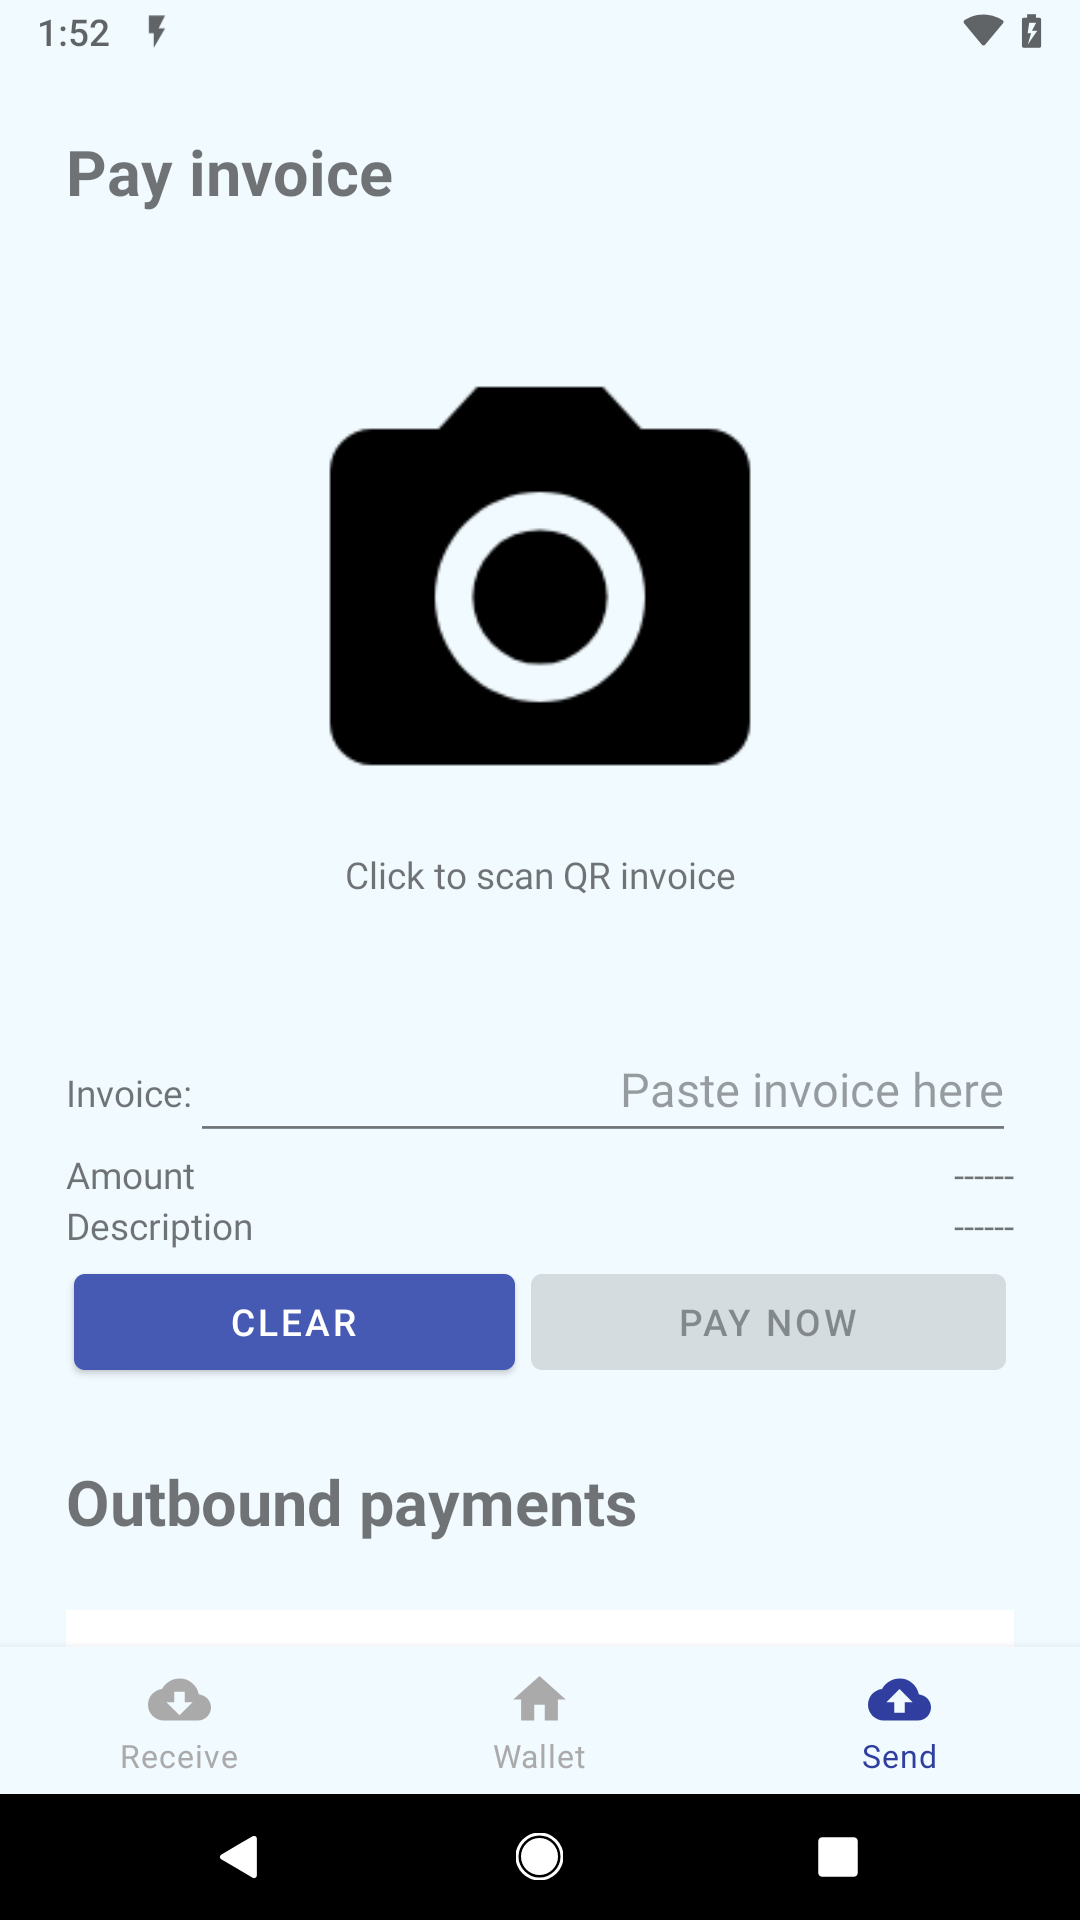 1:52
Pay invoice
Click to scan QR invoice
Invoice: Paste invoice here
Amount ------
Description ------
CLEAR PAY NOW
Outbound payments
Receive Wallet Send